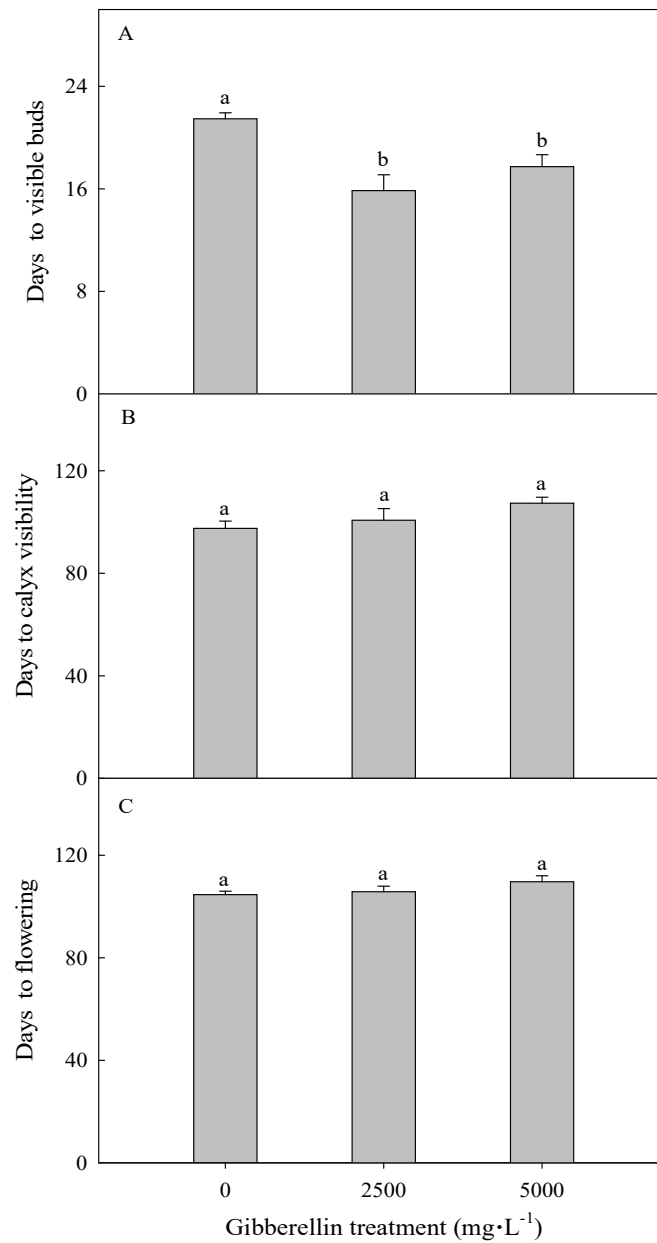 A
Days to visible buds
24
16
8
0
a
b
b
B
Days to calyx visibility
120
80
40
0
a
a
a
C
Days to flowering
120
80
40
0
a
a
a
0 2500 5000
Gibberellin treatment (mg·L⁻¹)